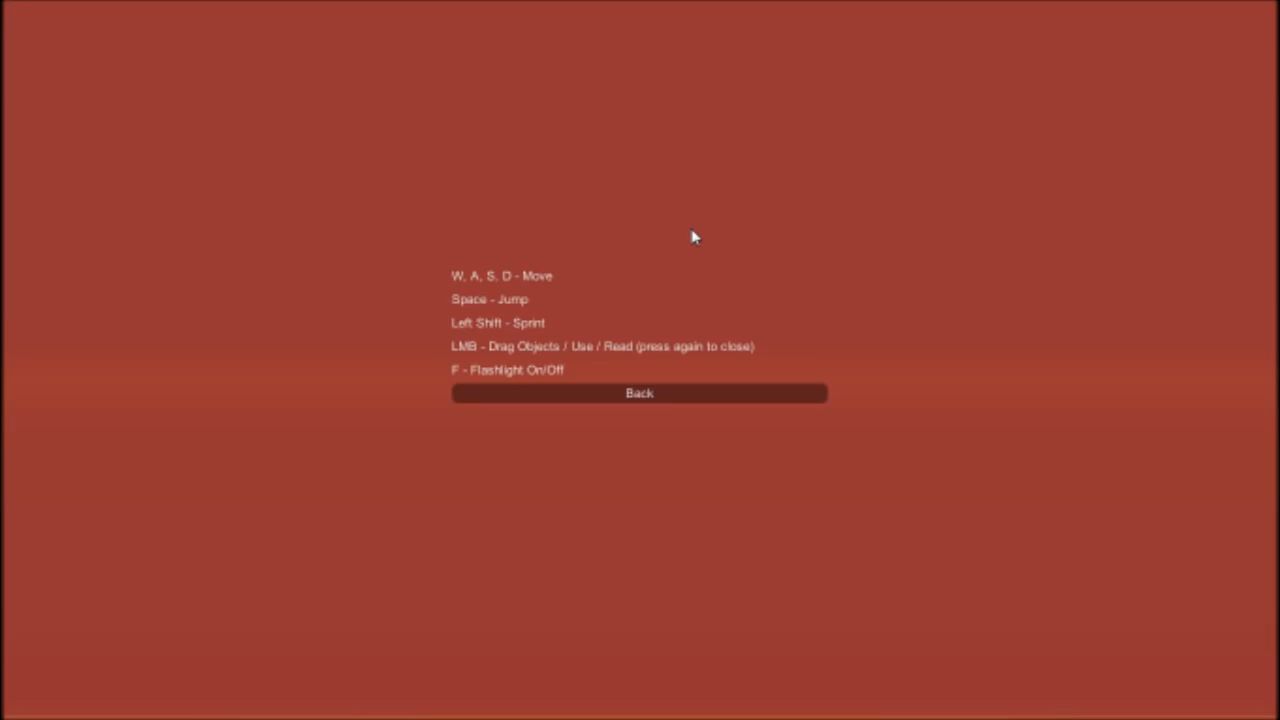 W, A, S, D - Move
Space - Jump
Left Shift - Sprint
LMB - Drag Objects / Use / Read (press again to close)
F - Flashlight On/Off
Back